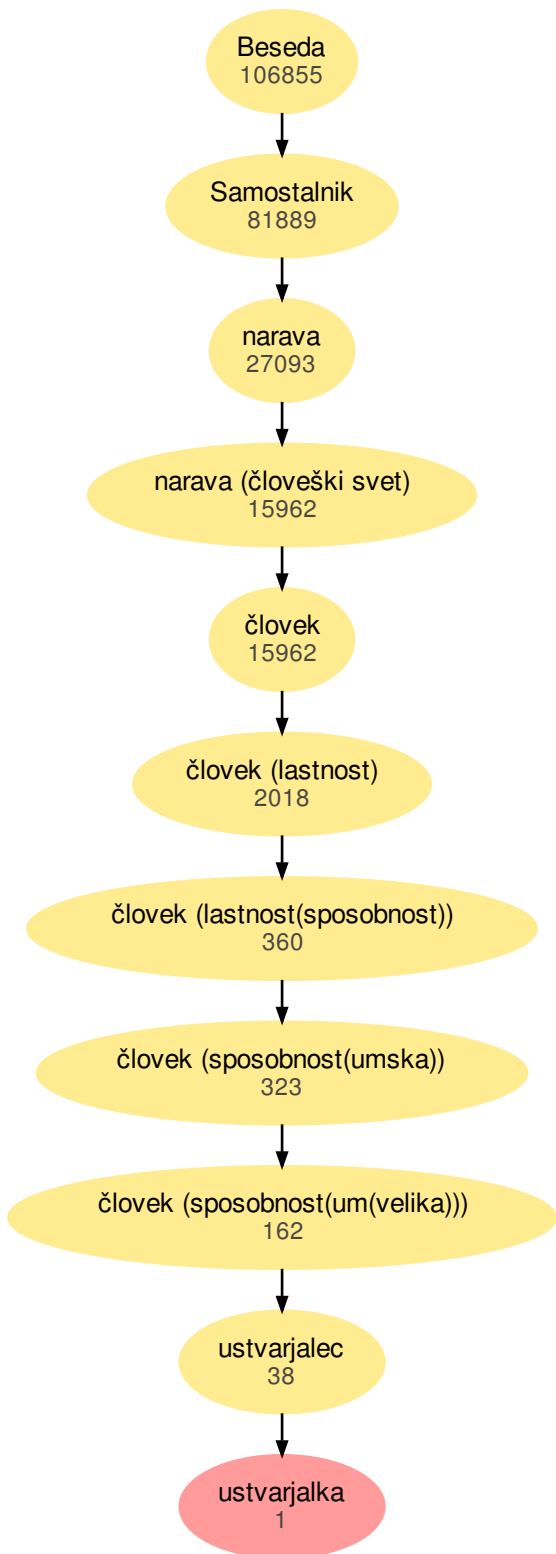 Beseda
106855
Samostalnik
81889
narava
27093
narava (človeški svet)
15962
človek
15962
človek (lastnost)
2018
človek (lastnost(sposobnost))
360
človek (sposobnost(umska))
323
človek (sposobnost(um(velika)))
162
ustvarjalec
38
ustvarjalka
1